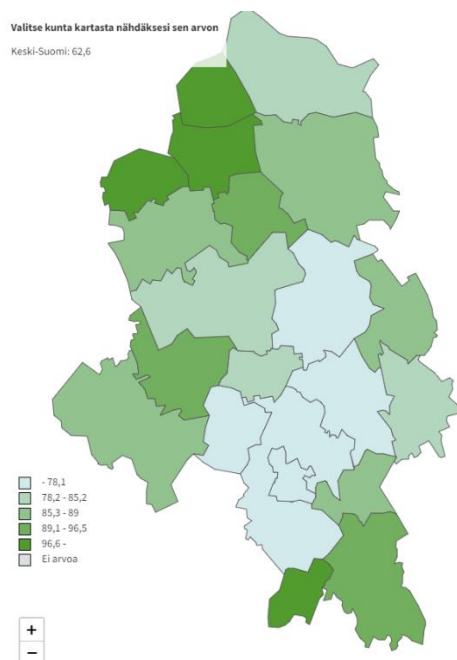 Valitse kunta kartasta nähdäksesi sen arvon
Keski-Suomi: 62,6
- 78,1
78,2 - 85,2
85,3 - 89
89,1 - 96,5
96,6 -
Ei arvoa
+
−